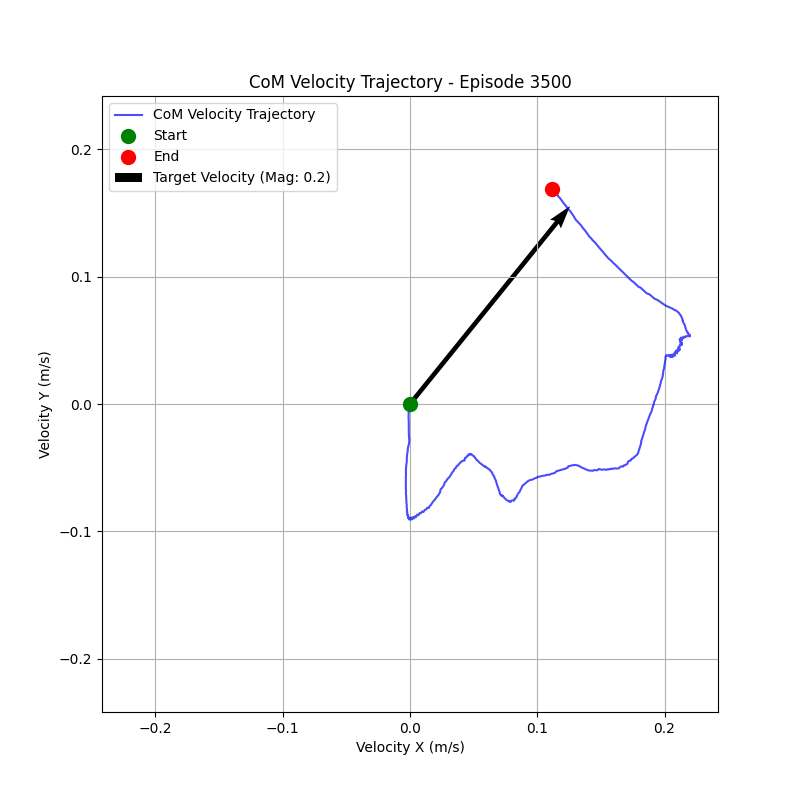 CoM Velocity Trajectory - Episode 3500
CoM Velocity Trajectory
Start
End
Target Velocity (Mag: 0.2)
0.2
0.1
0.0
−0.1
−0.2
Velocity Y (m/s)
−0.2
−0.1
0.0
0.1
0.2
Velocity X (m/s)